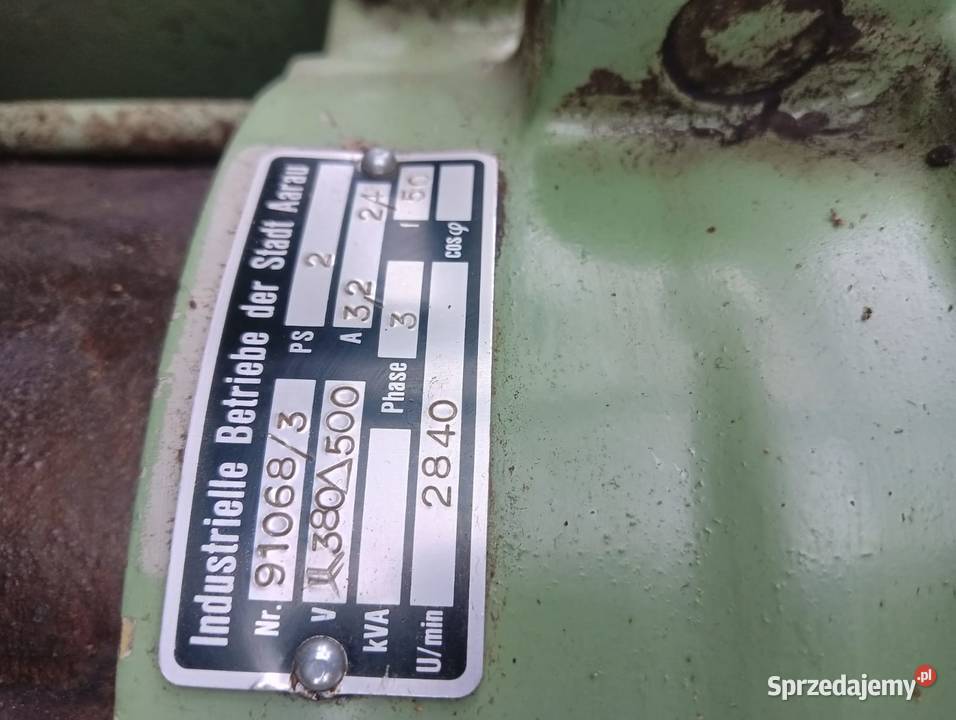 Industrielle Betriebe der Stadt Aarau
Nr. 91068/3 PS 2
V 380 △ 500 A 3,2 2,4
kVA Phase 3 f 50
U/min 2840 cos φ
Sprzedajemy.pl